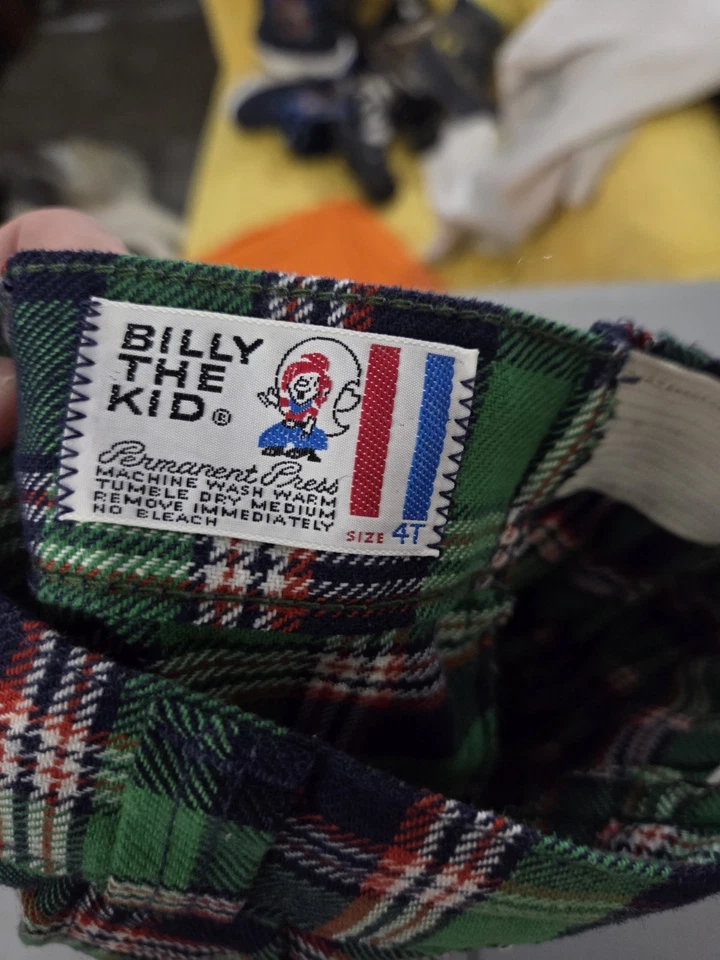 BILLY
THE
KID®
Permanent Press
MACHINE WASH WARM
TUMBLE DRY MEDIUM
REMOVE IMMEDIATELY
NO BLEACH
SIZE 4T